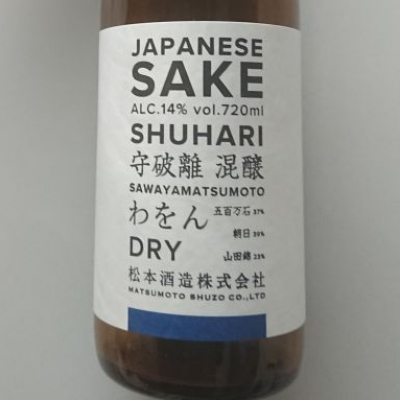 JAPANESE
SAKE
ALC.14% vol.720ml
SHUHARI
守破離 混醸
SAWAYAMATSUMOTO
わをん 五百万石 37%
朝日 39%
DRY 山田錦 23%
松本酒造株式会社
MATSUMOTO SHUZO CO.,LTD